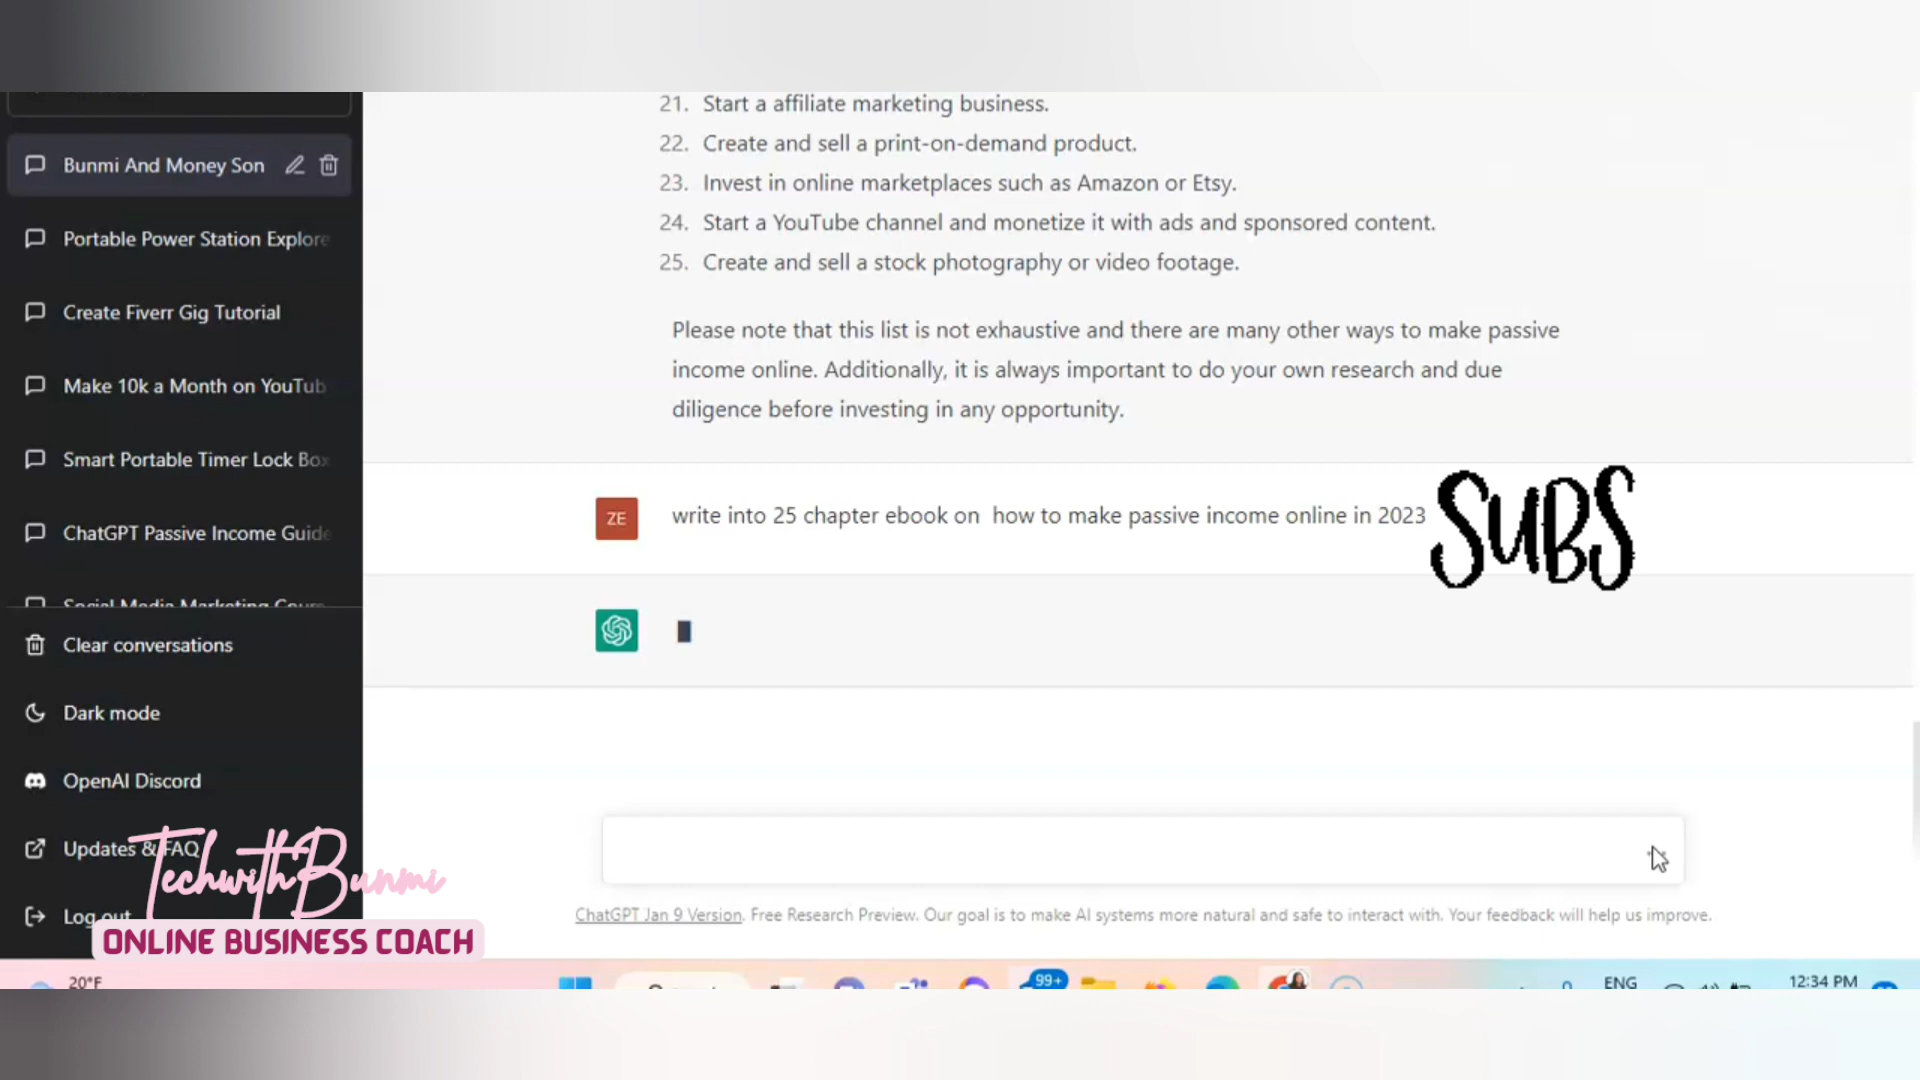 21. Start a affiliate marketing business.
22. Create and sell a print-on-demand product.
23. Invest in online marketplaces such as Amazon or Etsy.
24. Start a YouTube channel and monetize it with ads and sponsored content.
25. Create and sell a stock photography or video footage.
Please note that this list is not exhaustive and there are many other ways to make passive
income online. Additionally, it is always important to do your own research and due
diligence before investing in any opportunity.
ZE
write into 25 chapter ebook on how to make passive income online in 2023
SUBS
Bunmi And Money Son
Portable Power Station Explore
Create Fiverr Gig Tutorial
Make 10k a Month on YouTub
Smart Portable Timer Lock Box
ChatGPT Passive Income Guide
Social Media Marketing Cour
Clear conversations
Dark mode
OpenAI Discord
Updates & FAQ
Log out
TechwithBunmi
ONLINE BUSINESS COACH
ChatGPT Jan 9 Version. Free Research Preview. Our goal is to make AI systems more natural and safe to interact with. Your feedback will help us improve.
20°F
99+
ENG
12:34 PM